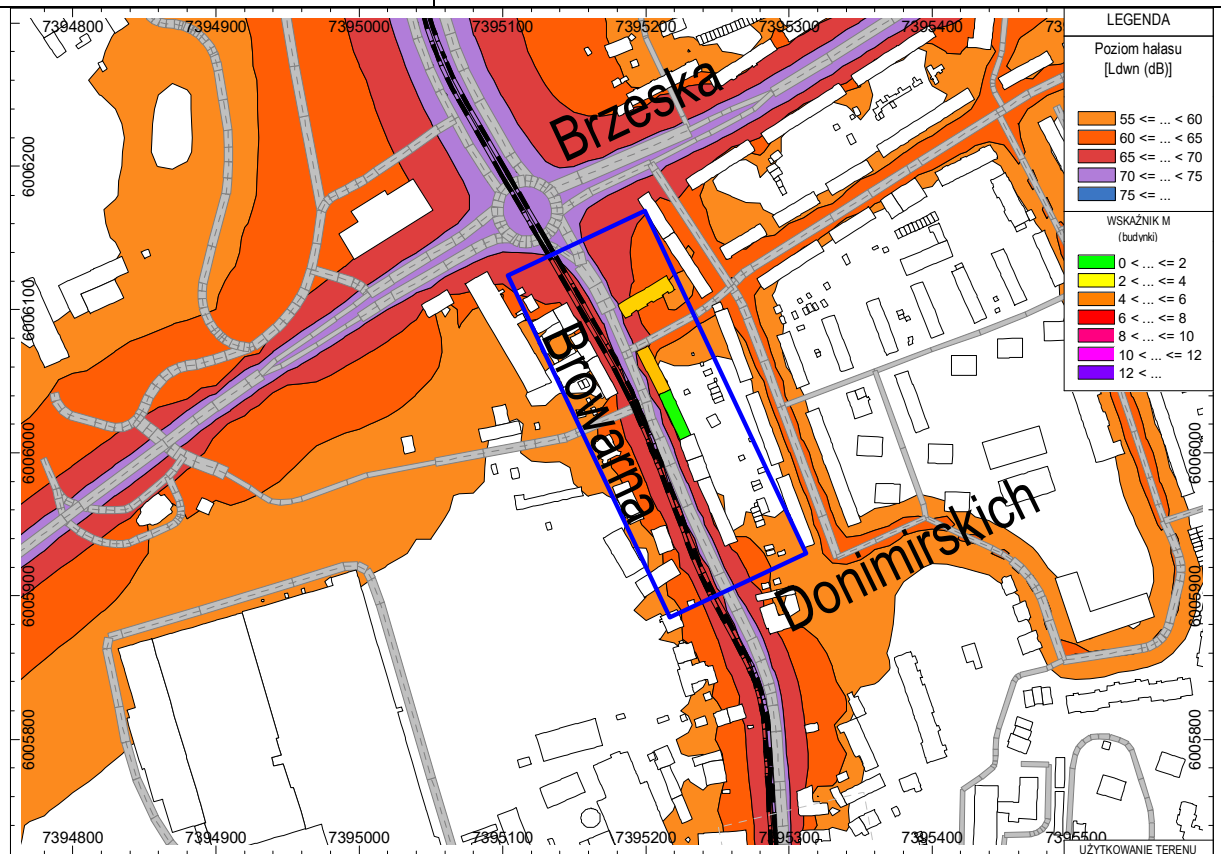 7394800 7394900 7395000 7395100 7395200 7395300 7395400
LEGENDA
Poziom hałasu
[Ldwn (dB)]
55 <= ... < 60
60 <= ... < 65
65 <= ... < 70
70 <= ... < 75
75 <= ...
WSKAŹNIK M
(budynki)
0 < ... <= 2
2 < ... <= 4
4 < ... <= 6
6 < ... <= 8
8 < ... <= 10
10 < ... <= 12
12 < ...
Brzeska
Browarna
Donimirskich
6006200
6006100
6006000
6005900
6005800
6006000
6005900
6005800
7394800 7394900 7395000 7395100 7395200 7395300 7395400 7395500
UŻYTKOWANIE TERENU